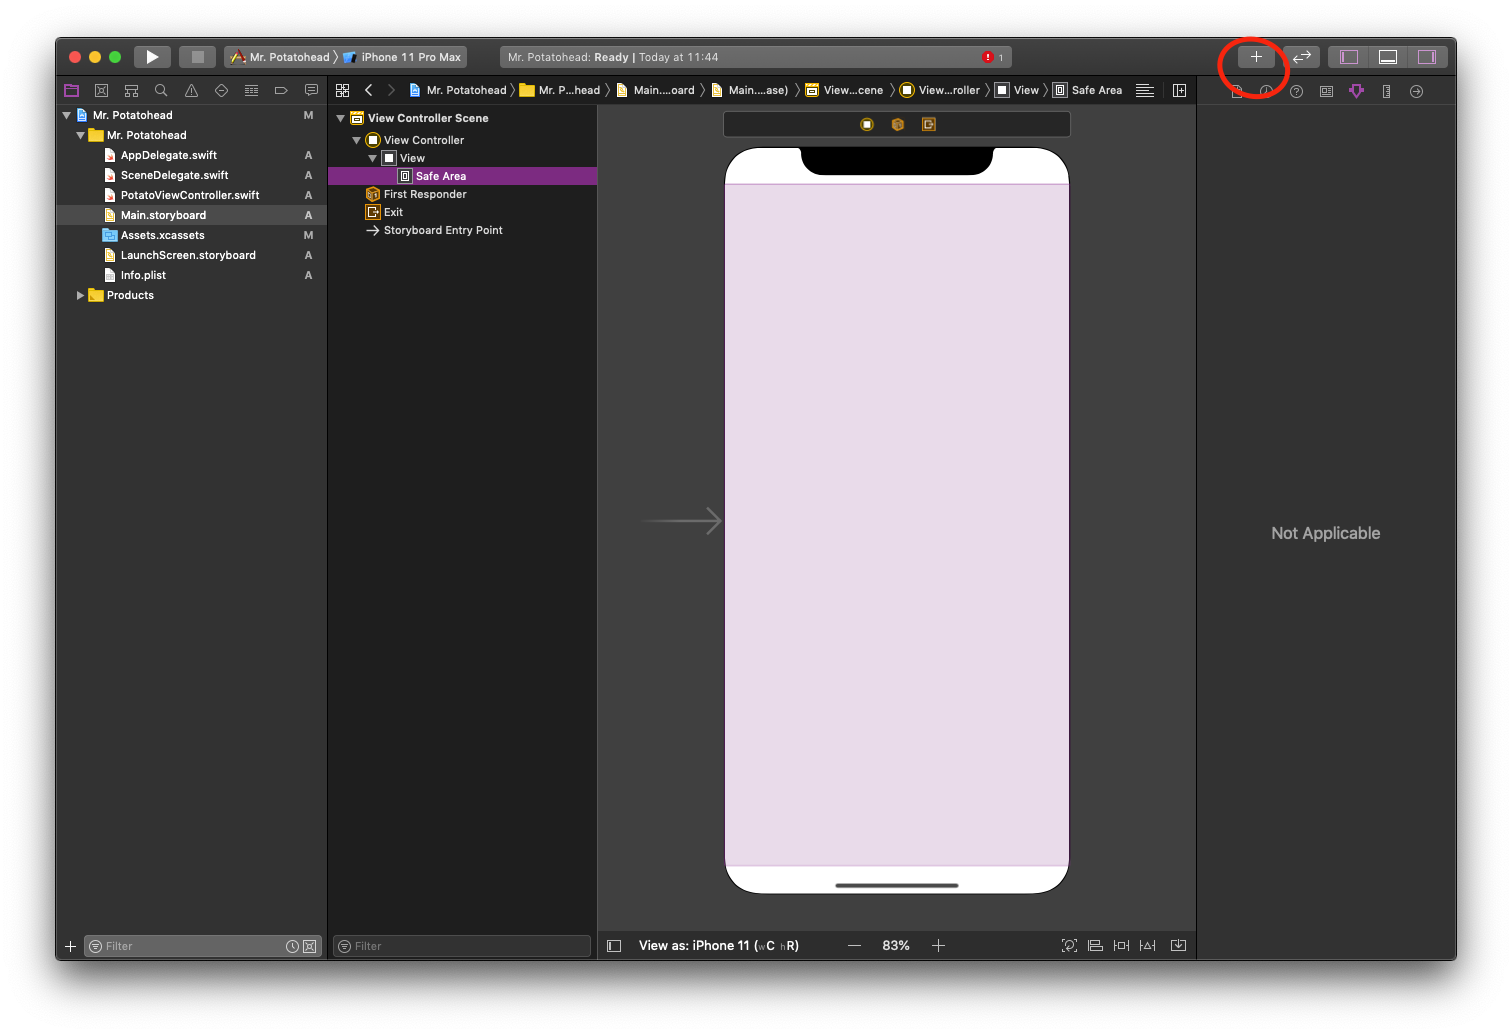 Mr. Potatohead 〉 iPhone 11 Pro Max
Mr. Potatohead: Ready | Today at 11:44
1
Mr. Potatohead 〉 Mr. P...head 〉 Main....oard 〉 Main....ase) 〉 View...cene 〉 View...roller 〉 View 〉 Safe Area
Mr. Potatohead M
Mr. Potatohead
AppDelegate.swift A
SceneDelegate.swift A
PotatoViewController.swift A
Main.storyboard A
Assets.xcassets M
LaunchScreen.storyboard A
Info.plist A
Products
View Controller Scene
View Controller
View
Safe Area
First Responder
Exit
Storyboard Entry Point
Not Applicable
Filter
Filter
View as: iPhone 11 (wC hR)
83%